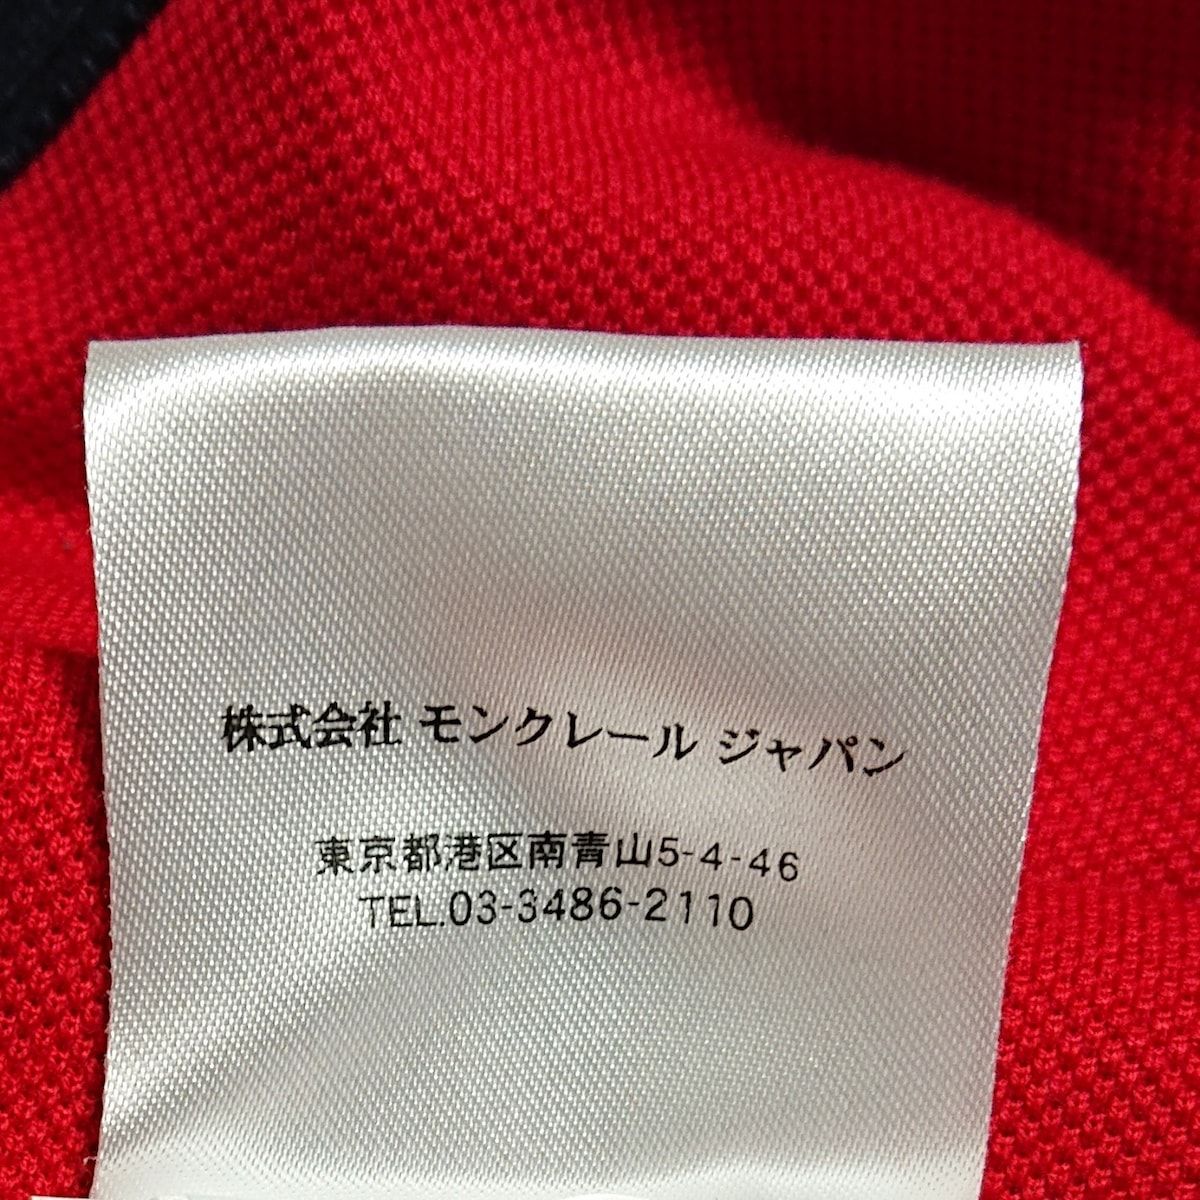 株式会社 モンクレール ジャパン
東京都港区南青山5-4-46
TEL.03-3486-2110